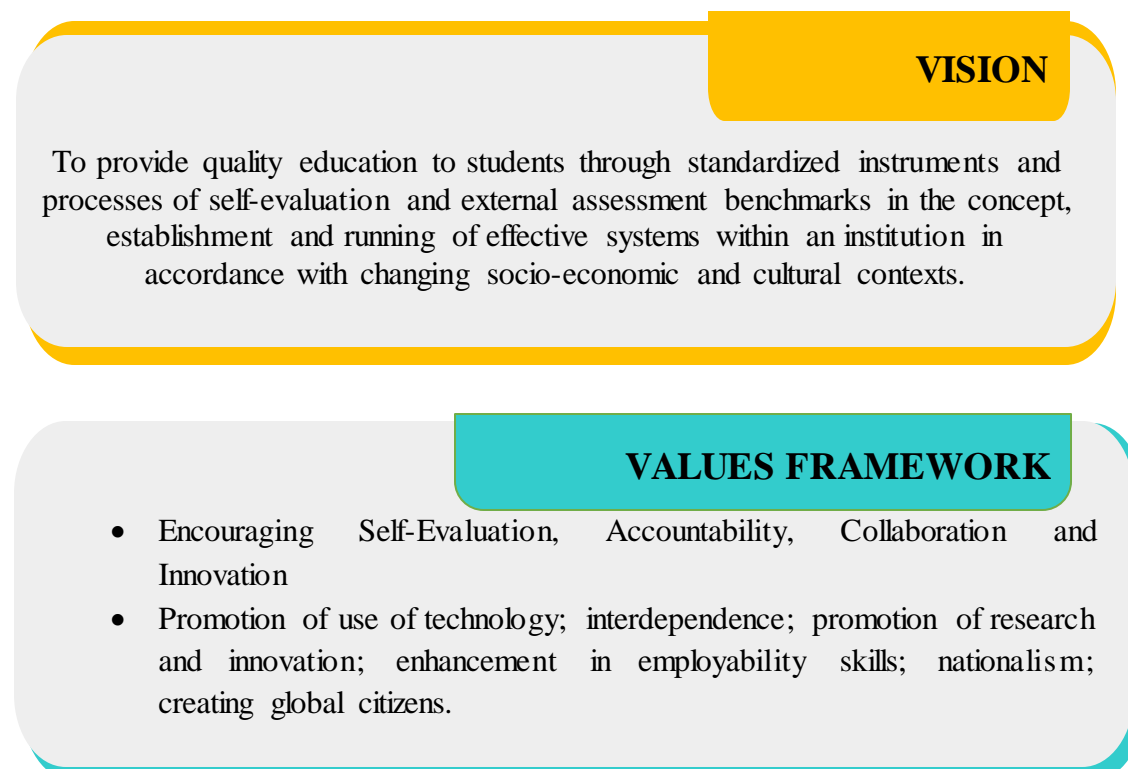 VISION
To provide quality education to students through standardized instruments and
processes of self-evaluation and external assessment benchmarks in the concept,
establishment and running of effective systems within an institution in
accordance with changing socio-economic and cultural contexts.
VALUES FRAMEWORK
• Encouraging Self-Evaluation, Accountability, Collaboration and
Innovation
• Promotion of use of technology; interdependence; promotion of research
and innovation; enhancement in employability skills; nationalism;
creating global citizens.